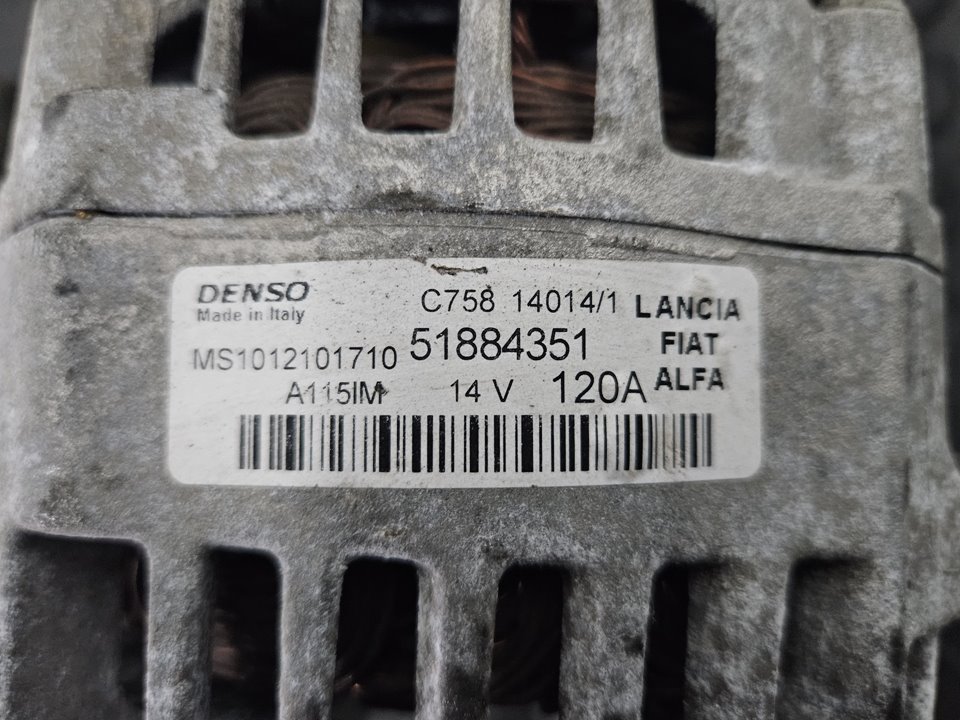 DENSO C758 14014/1 LANCIA
Made in Italy
MS1012101710 51884351 FIAT
A115IM 14 V 120A ALFA